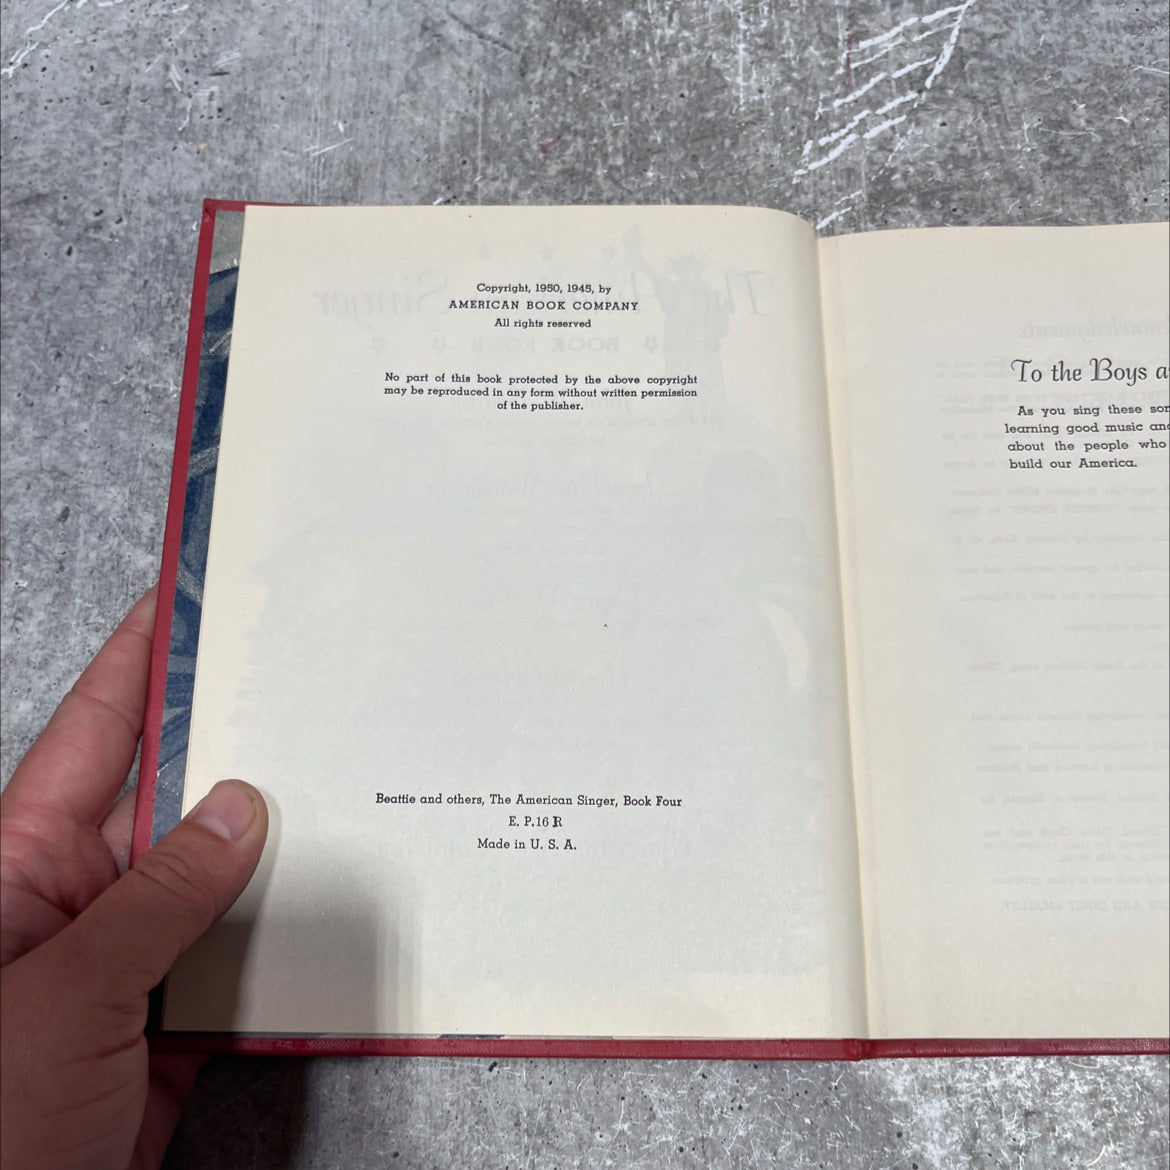 Copyright, 1950, 1945, by
AMERICAN BOOK COMPANY
All rights reserved
No part of this book protected by the above copyright
may be reproduced in any form without written permission
of the publisher.
Beattie and others, The American Singer, Book Four
E. P. 16 R
Made in U. S. A.
To the Boys
As you sing these
learning good music
about the people who
build our America.